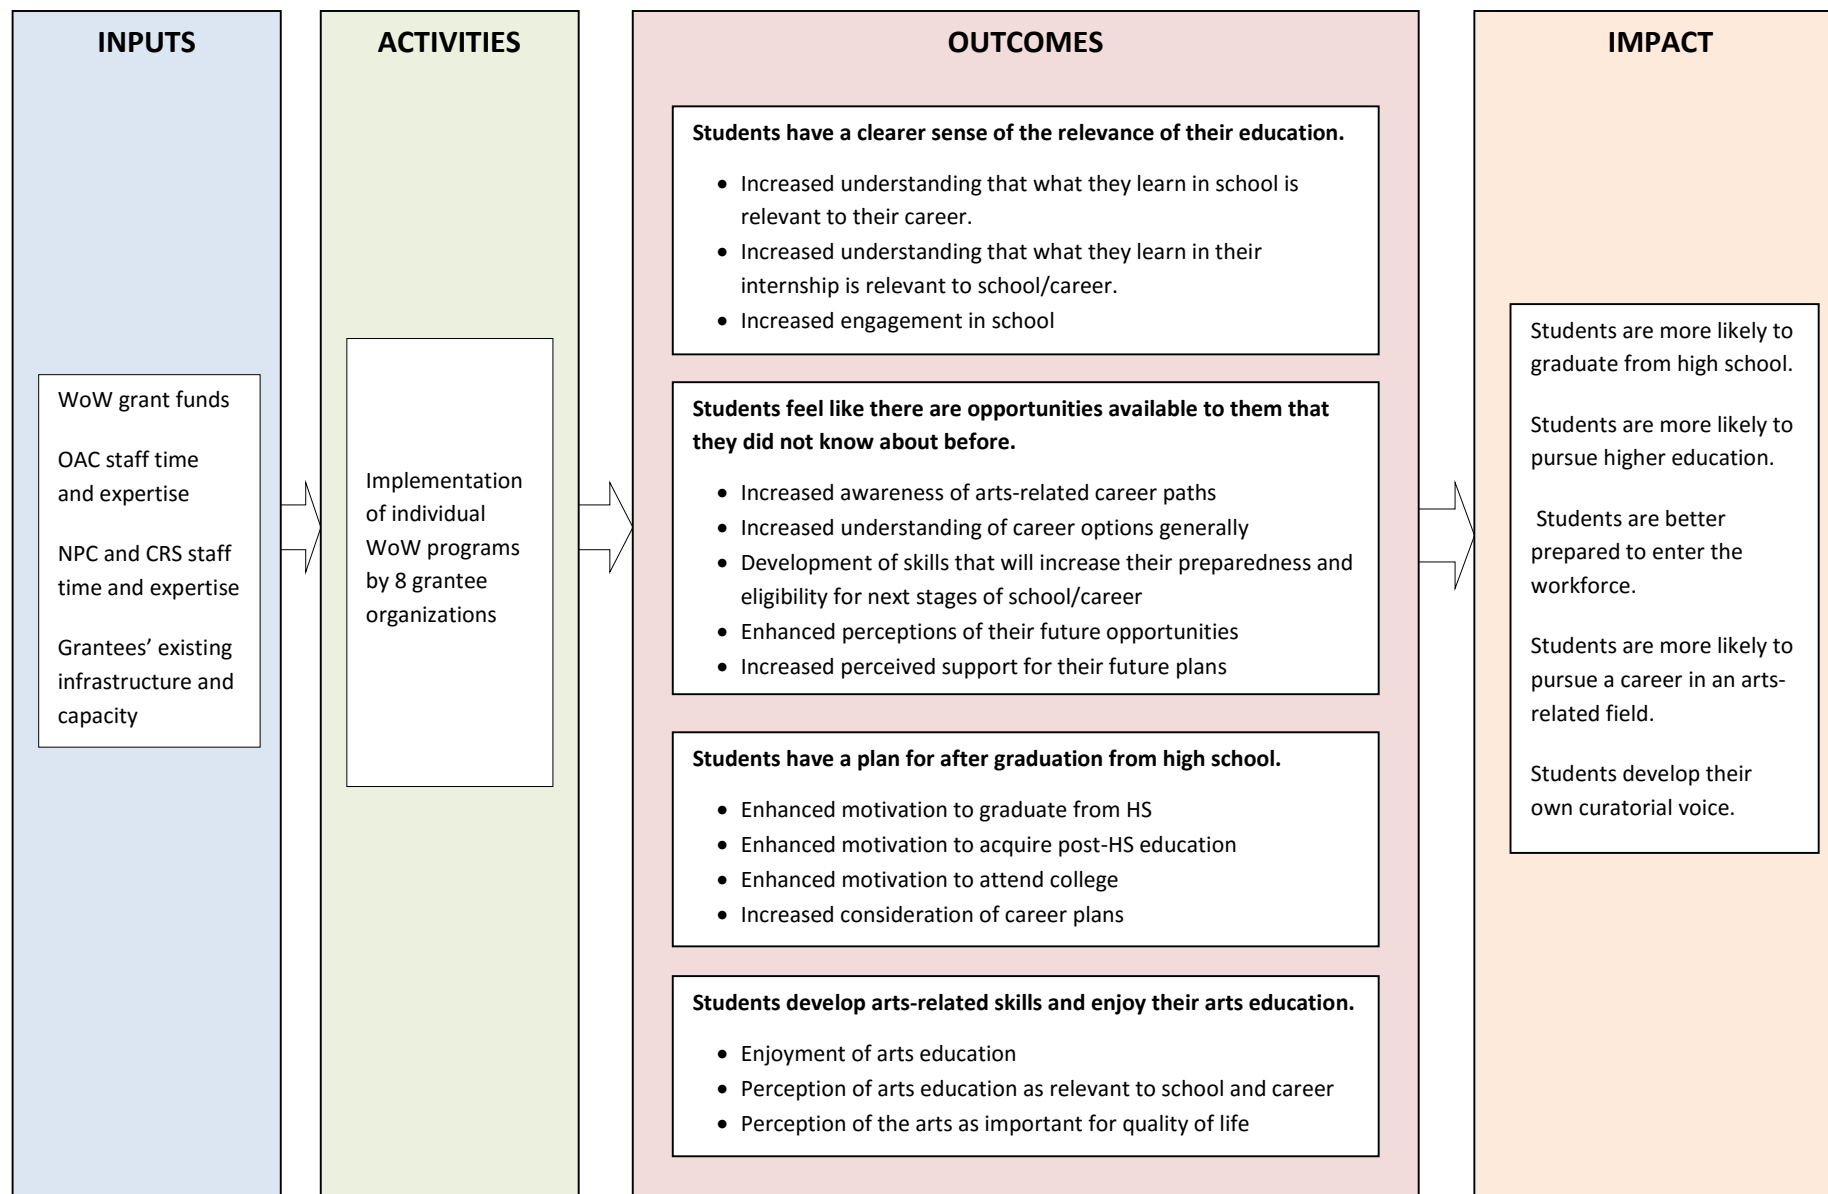 INPUTS
WoW grant funds
OAC staff time
and expertise
NPC and CRS staff
time and expertise
Grantees’ existing
infrastructure and
capacity
ACTIVITIES
Implementation
of individual
WoW programs
by 8 grantee
organizations
OUTCOMES
Students have a clearer sense of the relevance of their education.
• Increased understanding that what they learn in school is
relevant to their career.
• Increased understanding that what they learn in their
internship is relevant to school/career.
• Increased engagement in school
Students feel like there are opportunities available to them that
they did not know about before.
• Increased awareness of arts-related career paths
• Increased understanding of career options generally
• Development of skills that will increase their preparedness and
eligibility for next stages of school/career
• Enhanced perceptions of their future opportunities
• Increased perceived support for their future plans
Students have a plan for after graduation from high school.
• Enhanced motivation to graduate from HS
• Enhanced motivation to acquire post-HS education
• Enhanced motivation to attend college
• Increased consideration of career plans
Students develop arts-related skills and enjoy their arts education.
• Enjoyment of arts education
• Perception of arts education as relevant to school and career
• Perception of the arts as important for quality of life
IMPACT
Students are more likely to
graduate from high school.
Students are more likely to
pursue higher education.
Students are better
prepared to enter the
workforce.
Students are more likely to
pursue a career in an arts-
related field.
Students develop their
own curatorial voice.